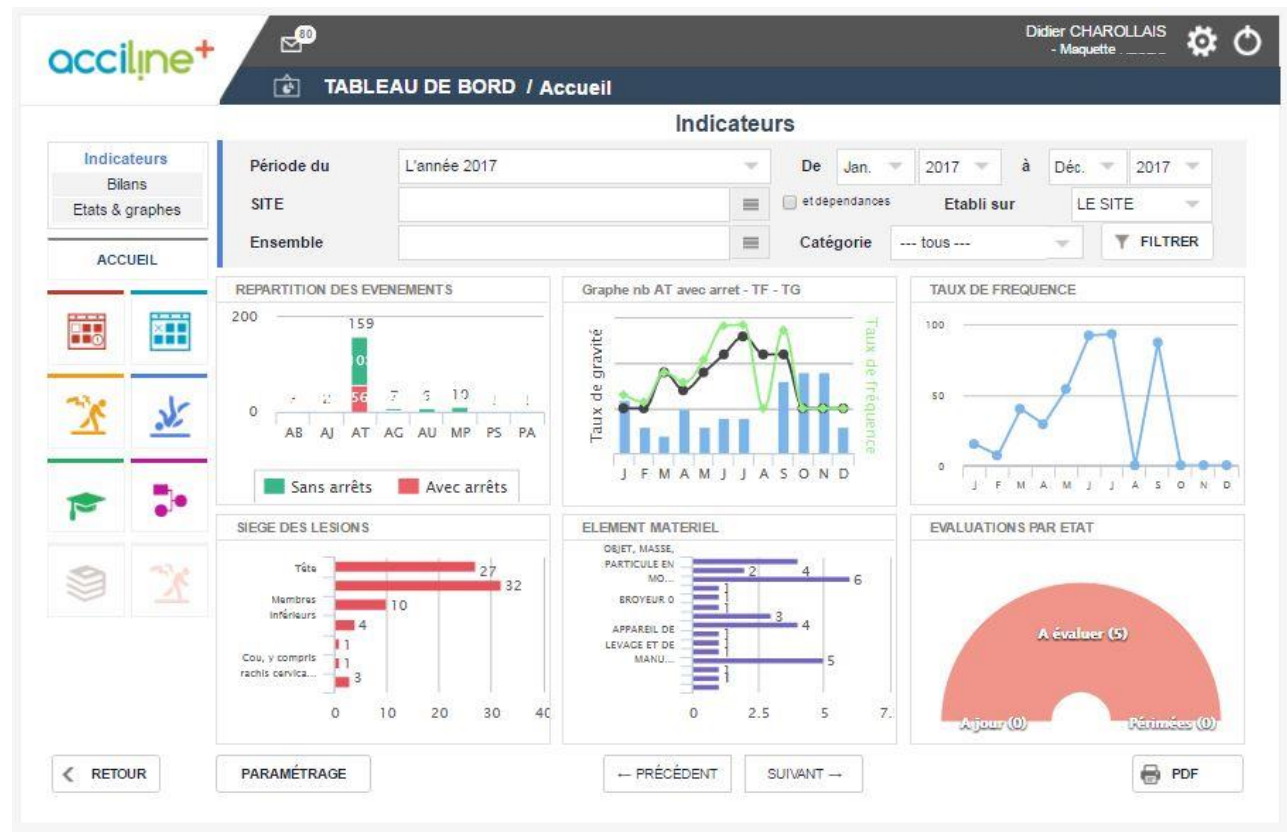 acciline+
80
Didier CHAROLLAIS
- Maquette
TABLEAU DE BORD / Accueil
Indicateurs
Indicateurs
Bilans
Etats & graphes
ACCUEIL
Période du L'année 2017 De Jan. 2017 à Déc. 2017
SITE et dépendances Etabli sur LE SITE
Ensemble Catégorie --- tous --- FILTRER
REPARTITION DES EVENEMENTS
200
159
56
10
0
AB AJ AT AG AU MP PS PA
Sans arrêts Avec arrêts
Graphe nb AT avec arret - TF - TG
Taux de gravité
Taux de fréquence
J F M A M J J A S O N D
TAUX DE FREQUENCE
100
50
0
J F M A M J J A S O N D
SIEGE DES LESIONS
Tête
27
32
Membres
inférieurs
10
4
1
Cou, y compris
rachis cervica...
1
3
0 10 20 30 40
ELEMENT MATERIEL
OBJET, MASSE,
PARTICULE EN
MO...
4
2
6
1
BROYEUR 0
1
1
3
APPAREIL DE
LEVAGE ET DE
MANU...
4
1
1
1
5
1
1
0 2.5 5 7.
EVALUATIONS PAR ETAT
A évaluer (5)
A jour (0) Périmées (0)
RETOUR PARAMÉTRAGE ← PRÉCÉDENT SUIVANT → PDF